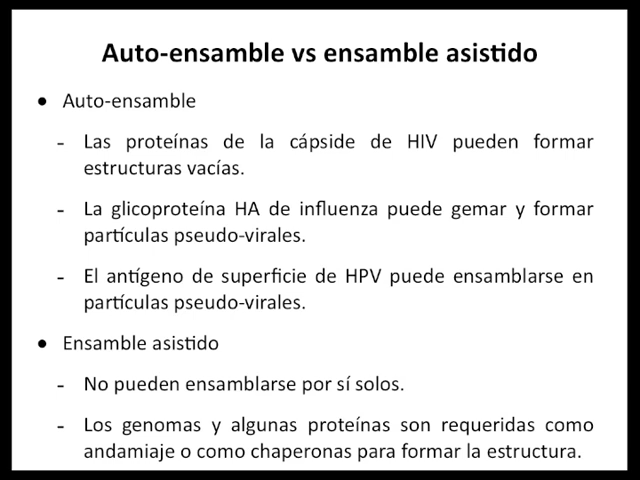 Auto-ensamble vs ensamble asistido
• Auto-ensamble
- Las proteínas de la cápside de HIV pueden formar
estructuras vacías.
- La glicoproteína HA de influenza puede gemar y formar
partículas pseudo-virales.
- El antígeno de superficie de HPV puede ensamblarse en
partículas pseudo-virales.
• Ensamble asistido
- No pueden ensamblarse por sí solos.
- Los genomas y algunas proteínas son requeridas como
andamiaje o como chaperonas para formar la estructura.